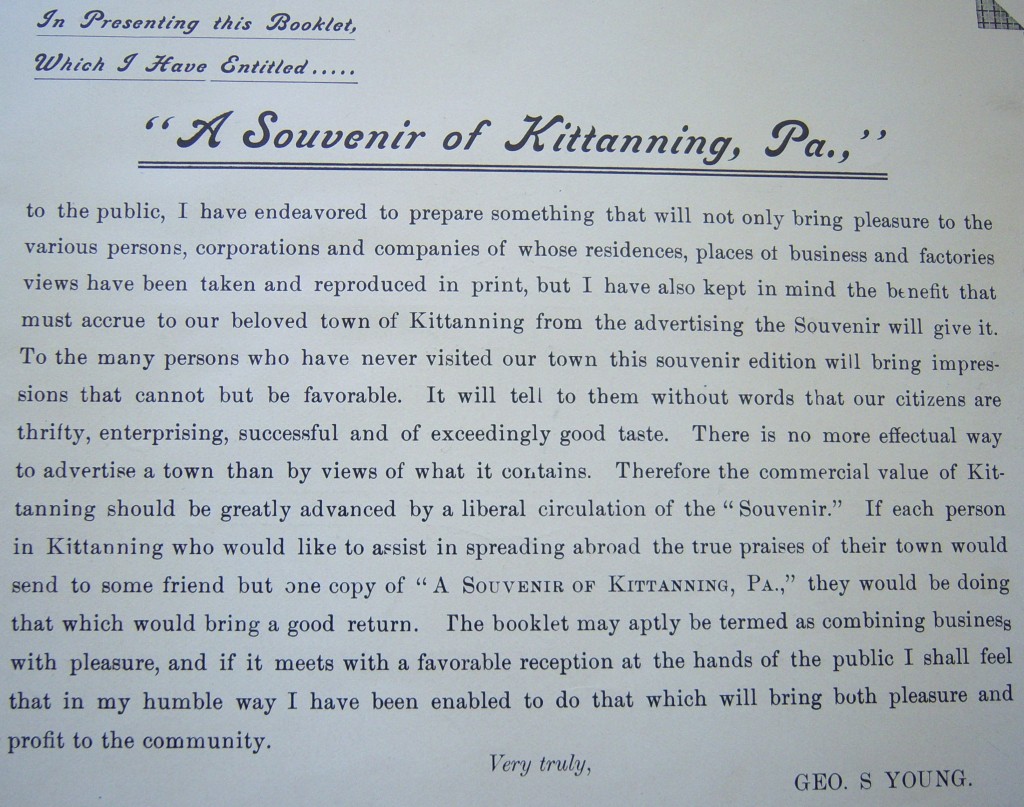 In Presenting this Booklet,
Which I Have Entitled.....
“A Souvenir of Kittanning, Pa.,”
to the public, I have endeavored to prepare something that will not only bring pleasure to the
various persons, corporations and companies of whose residences, places of business and factories
views have been taken and reproduced in print, but I have also kept in mind the benefit that
must accrue to our beloved town of Kittanning from the advertising the Souvenir will give it.
To the many persons who have never visited our town this souvenir edition will bring impres-
sions that cannot but be favorable. It will tell to them without words that our citizens are
thrifty, enterprising, successful and of exceedingly good taste. There is no more effectual way
to advertise a town than by views of what it contains. Therefore the commercial value of Kit-
tanning should be greatly advanced by a liberal circulation of the “Souvenir.” If each person
in Kittanning who would like to assist in spreading abroad the true praises of their town would
send to some friend but one copy of “A SOUVENIR OF KITTANNING, PA.,” they would be doing
that which would bring a good return. The booklet may aptly be termed as combining business
with pleasure, and if it meets with a favorable reception at the hands of the public I shall feel
that in my humble way I have been enabled to do that which will bring both pleasure and
profit to the community.
Very truly,
GEO. S YOUNG.